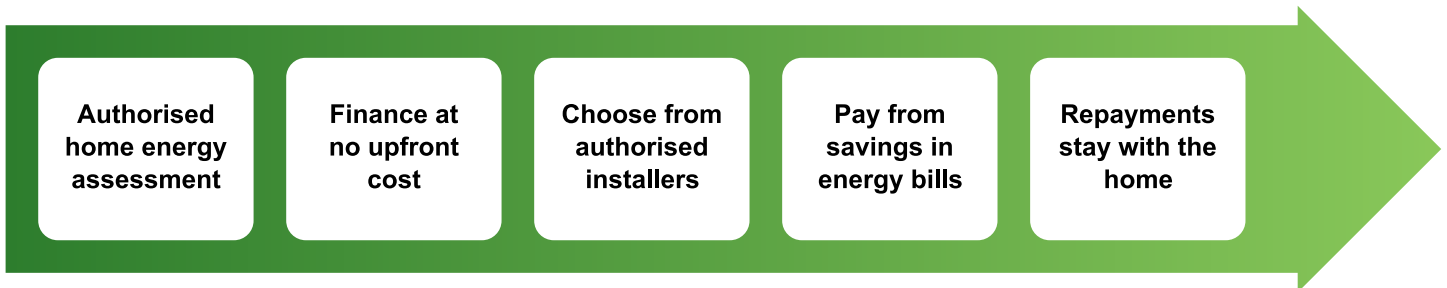 Authorised
home energy
assessment
Finance at
no upfront
cost
Choose from
authorised
installers
Pay from
savings in
energy bills
Repayments
stay with the
home